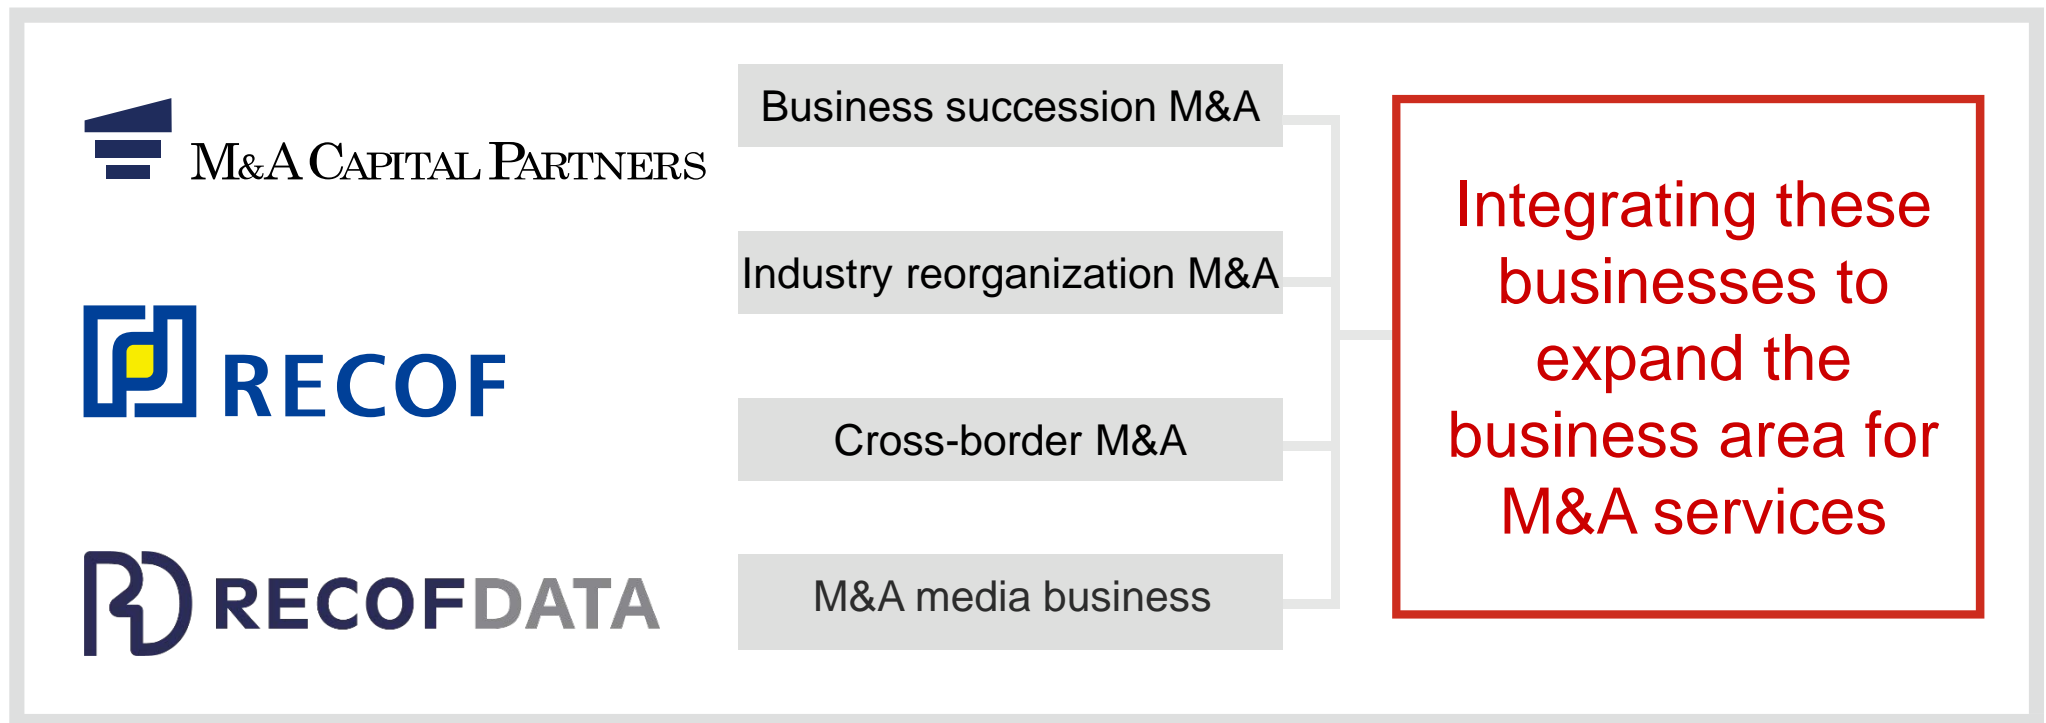 M&A CAPITAL PARTNERS
RECOF
RECOFDATA
Business succession M&A
Industry reorganization M&A
Cross-border M&A
M&A media business
Integrating these
businesses to
expand the
business area for
M&A services